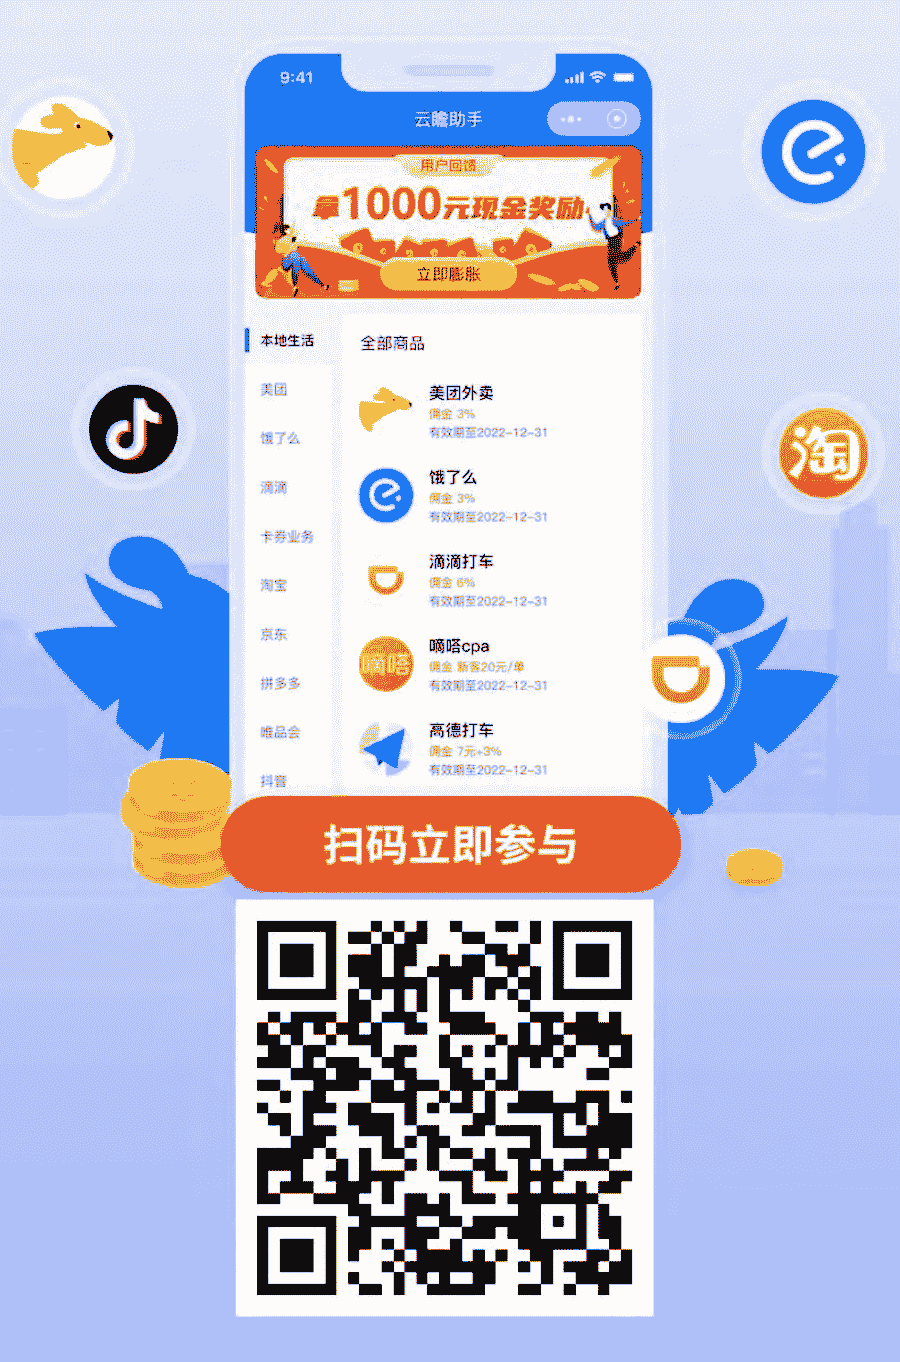 9:41
云瞻助手
用户回馈
拿1000元现金奖励
立即膨胀
本地生活
美团
饿了么
滴滴
卡券业务
淘宝
京东
拼多多
唯品会
抖音
全部商品
美团外卖
佣金 3%
有效期至2022-12-31
饿了么
佣金 3%
有效期至2022-12-31
滴滴打车
佣金 6%
有效期至2022-12-31
嘀嗒cpa
佣金 新客20元/单
有效期至2022-12-31
高德打车
佣金 7元+3%
有效期至2022-12-31
嘀嗒
淘
扫码立即参与